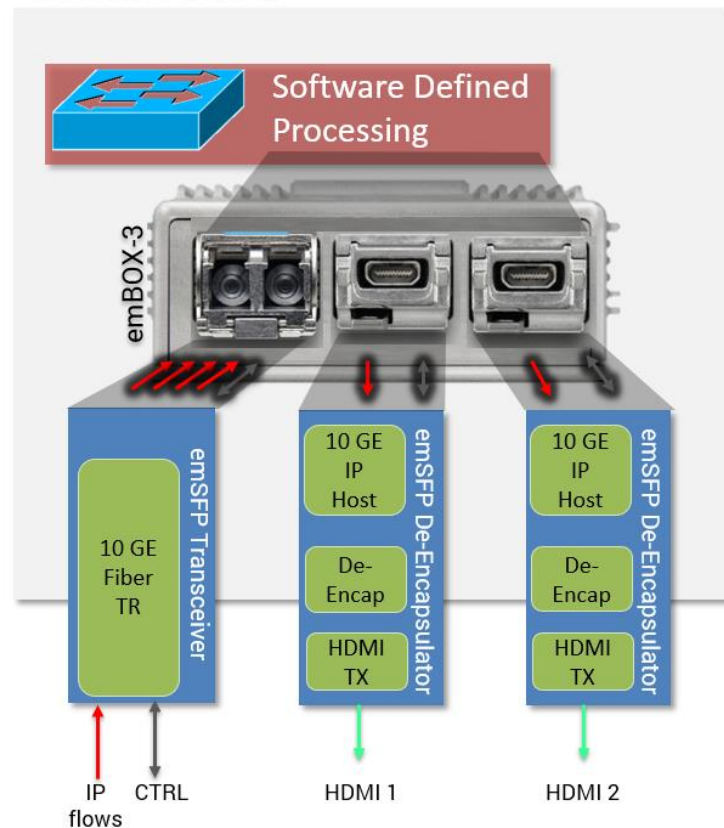 Software Defined
Processing
emBOX-3
10 GE
Fiber
TR
emSFP Transceiver
10 GE
IP
Host
De-
Encap
HDMI
TX
emSFP De-Encapsulator
10 GE
IP
Host
De-
Encap
HDMI
TX
emSFP De-Encapsulator
IP
flows
CTRL
HDMI 1
HDMI 2